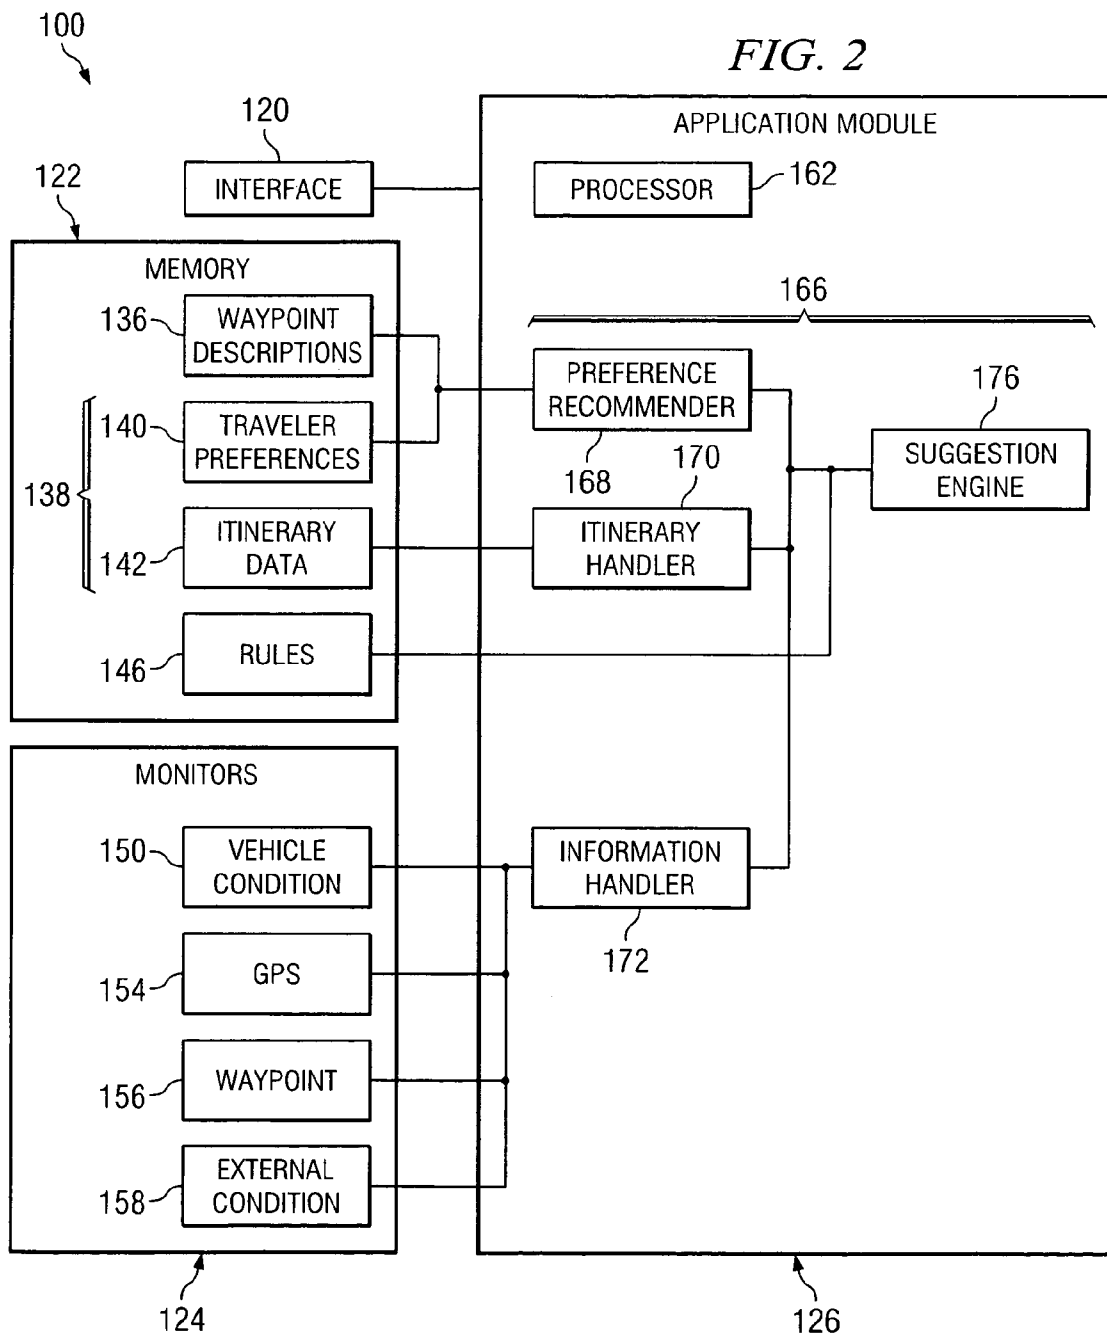 100
FIG. 2
120
APPLICATION MODULE
122
INTERFACE
PROCESSOR
162
MEMORY
136
WAYPOINT
DESCRIPTIONS
166
PREFERENCE
RECOMMENDER
176
140
TRAVELER
PREFERENCES
138
168
170
SUGGESTION
ENGINE
142
ITINERARY
DATA
ITINERARY
HANDLER
146
RULES
MONITORS
150
VEHICLE
CONDITION
INFORMATION
HANDLER
172
154
GPS
156
WAYPOINT
158
EXTERNAL
CONDITION
124
126